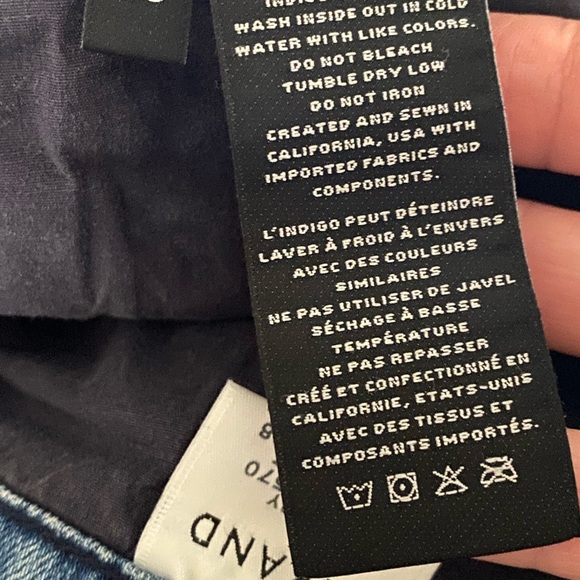 WASH INSIDE OUT IN COLD
WATER WITH LIKE COLORS.
DO NOT BLEACH
TUMBLE DRY LOW
DO NOT IRON
CREATED AND SEWN IN
CALIFORNIA, USA WITH
IMPORTED FABRICS AND
COMPONENTS.
L'INDIGO PEUT DÉTEINDRE
LAVER À FROID À L'ENVERS
AVEC DES COULEURS
SIMILAIRES
NE PAS UTILISER DE JAVEL
SÉCHAGE À BASSE
TEMPÉRATURE
NE PAS REPASSER
CRÉÉ ET CONFECTIONNÉ EN
CALIFORNIE, ETATS-UNIS
AVEC DES TISSUS ET
COMPOSANTS IMPORTÉS.